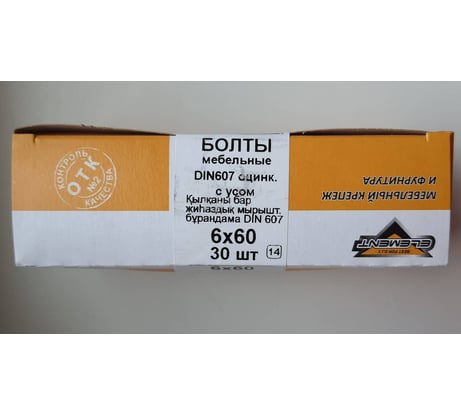 БОЛТЫ
мебельные
DIN607 оцинк.
с усом
Қылқаны бар
жиһаздық мырышт.
бұрандама DIN 607
6x60
30 шт
14
6x60
КОНТРОЛЬ
ОТК
№2
КАЧЕСТВА
МЕБЕЛЬНЫЙ КРЕПЕЖ
И ФУРНИТУРА
ELEMENT